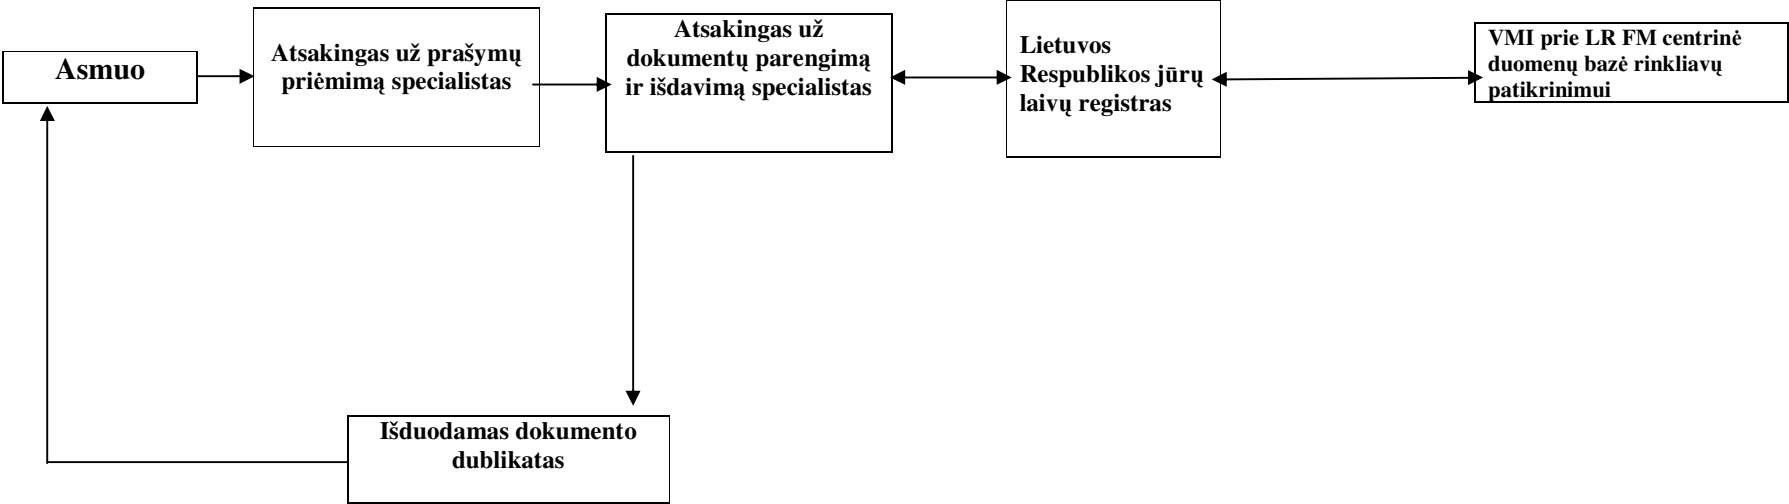 Asmuo
Atsakingas už prašymų
priėmimą specialistas
Atsakingas už
dokumentų parengimą
ir išdavimą specialistas
Lietuvos
Respublikos jūrų
laivų registras
VMI prie LR FM centrinė
duomenų bazė rinkliavų
patikrinimui
Išduodamas dokumento
dublikatas